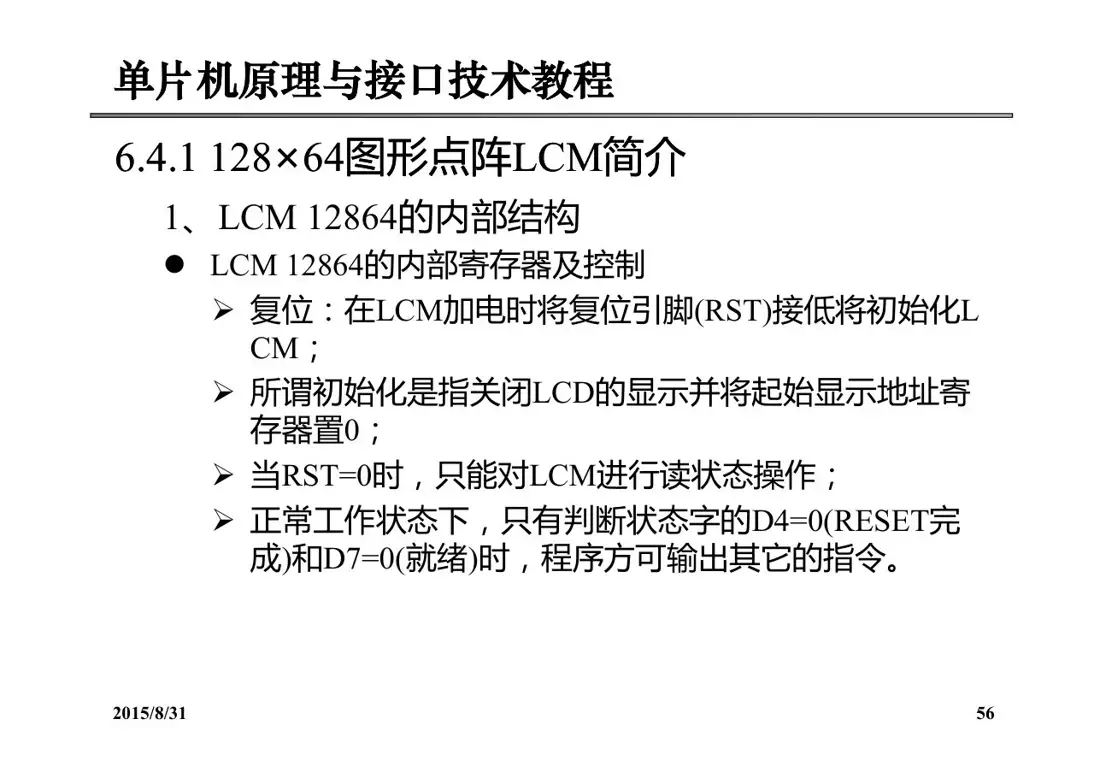 单片机原理与接口技术教程
6.4.1 128×64图形点阵LCM简介
1、LCM 12864的内部结构
● LCM 12864的内部寄存器及控制
➢ 复位：在LCM加电时将复位引脚(RST)接低将初始化L
CM；
➢ 所谓初始化是指关闭LCD的显示并将起始显示地址寄
存器置0；
➢ 当RST=0时，只能对LCM进行读状态操作；
➢ 正常工作状态下，只有判断状态字的D4=0(RESET完
成)和D7=0(就绪)时，程序方可输出其它的指令。
2015/8/31
56